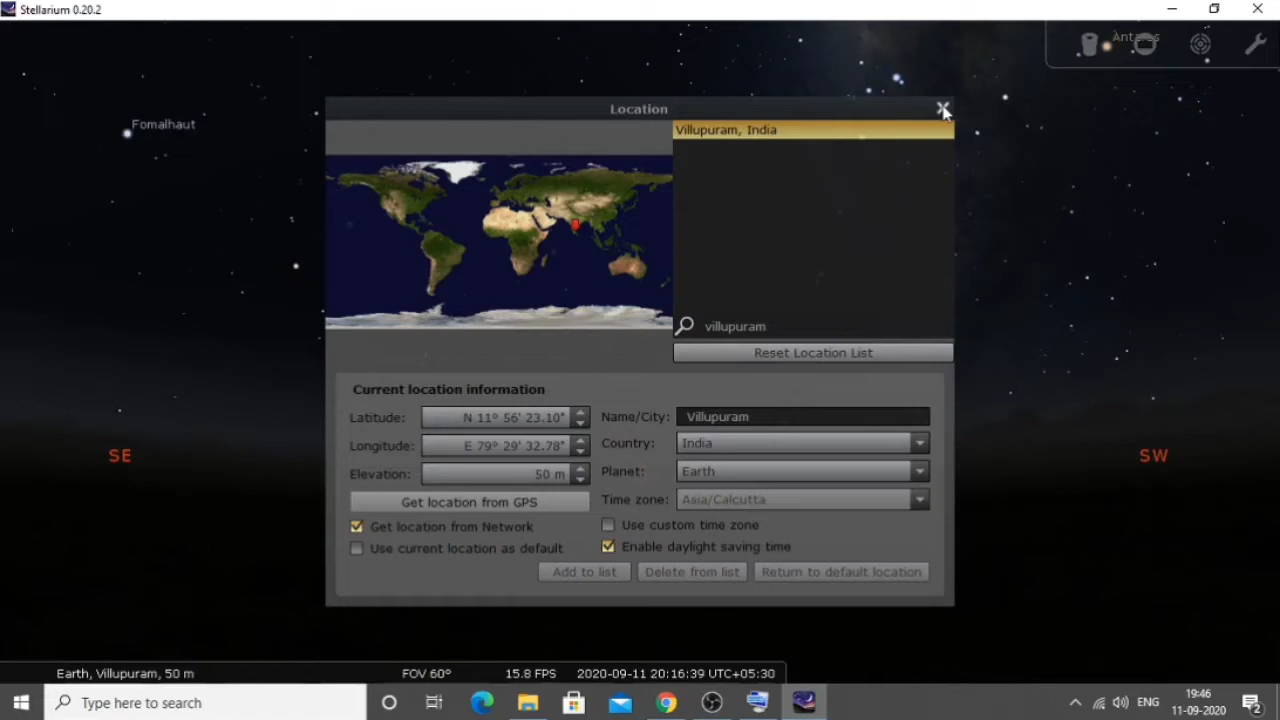 Stellarium 0.20.2
Antares
Fomalhaut
Location
Villupuram, India
villupuram
Reset Location List
Current location information
Latitude: N 11° 56' 23.10" Name/City: Villupuram
Longitude: E 79° 29' 32.78" Country: India
Elevation: 50 m Planet: Earth
Get location from GPS Time zone: Asia/Calcutta
Get location from Network Use custom time zone
Use current location as default Enable daylight saving time
Add to list Delete from list Return to default location
SE
SW
Earth, Villupuram, 50 m FOV 60° 15.8 FPS 2020-09-11 20:16:39 UTC+05:30
Type here to search
ENG
19:46
11-09-2020
2